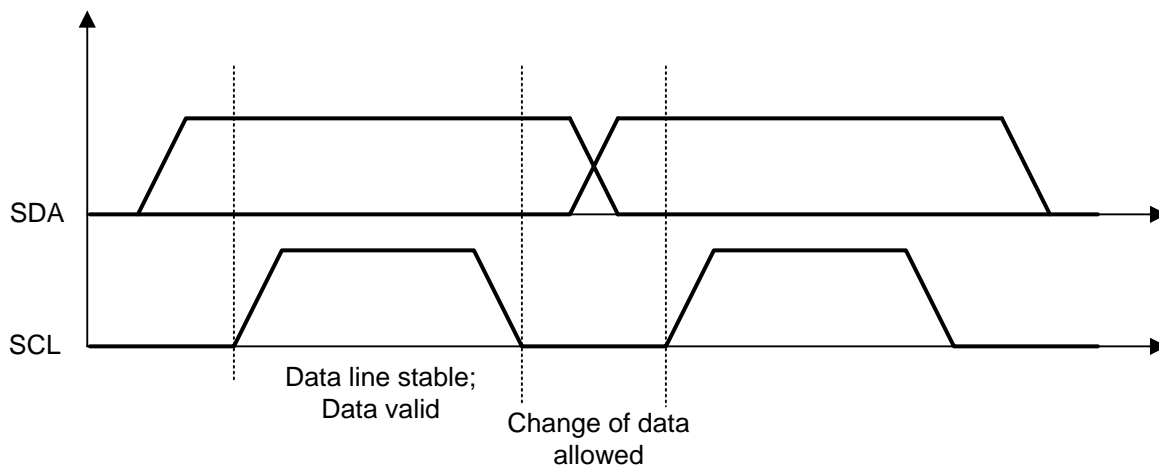 SDA
SCL
Data line stable;
Data valid
Change of data
allowed